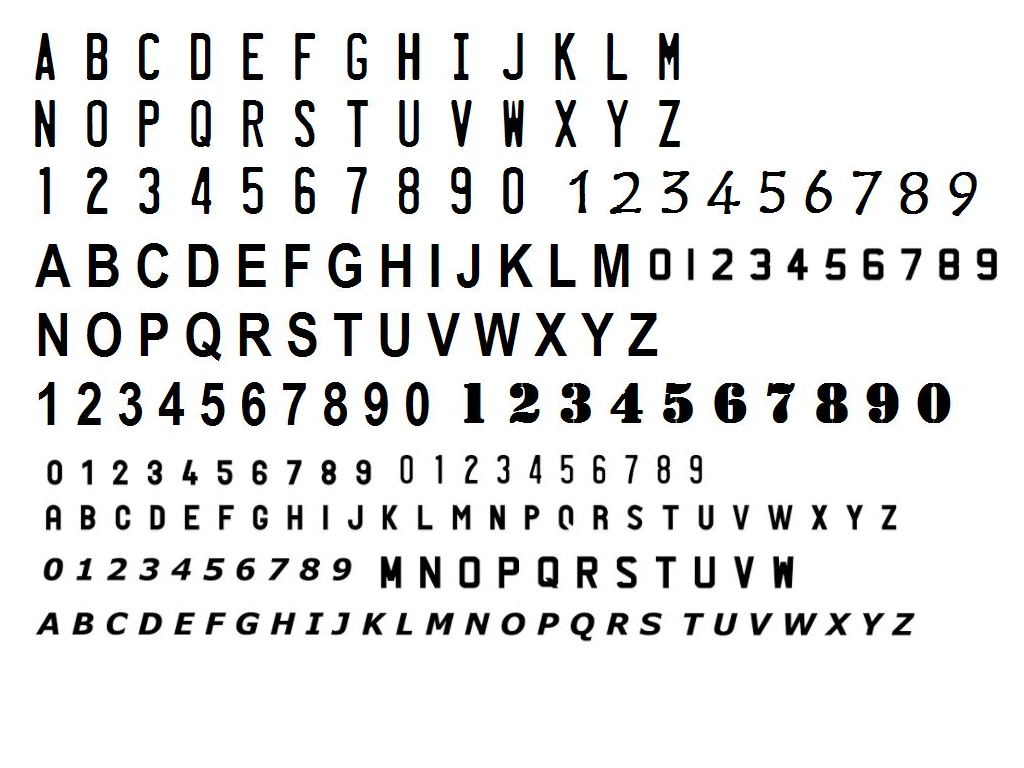 A B C D E F G H I J K L M
N O P Q R S T U V W X Y Z
1 2 3 4 5 6 7 8 9 0 1 2 3 4 5 6 7 8 9
A B C D E F G H I J K L M 0 1 2 3 4 5 6 7 8 9
N O P Q R S T U V W X Y Z
1 2 3 4 5 6 7 8 9 0 1 2 3 4 5 6 7 8 9 0
0 1 2 3 4 5 6 7 8 9 0 1 2 3 4 5 6 7 8 9
A B C D E F G H I J K L M N P Q R S T U V W X Y Z
0 1 2 3 4 5 6 7 8 9 M N O P Q R S T U V W
A B C D E F G H I J K L M N O P Q R S T U V W X Y Z